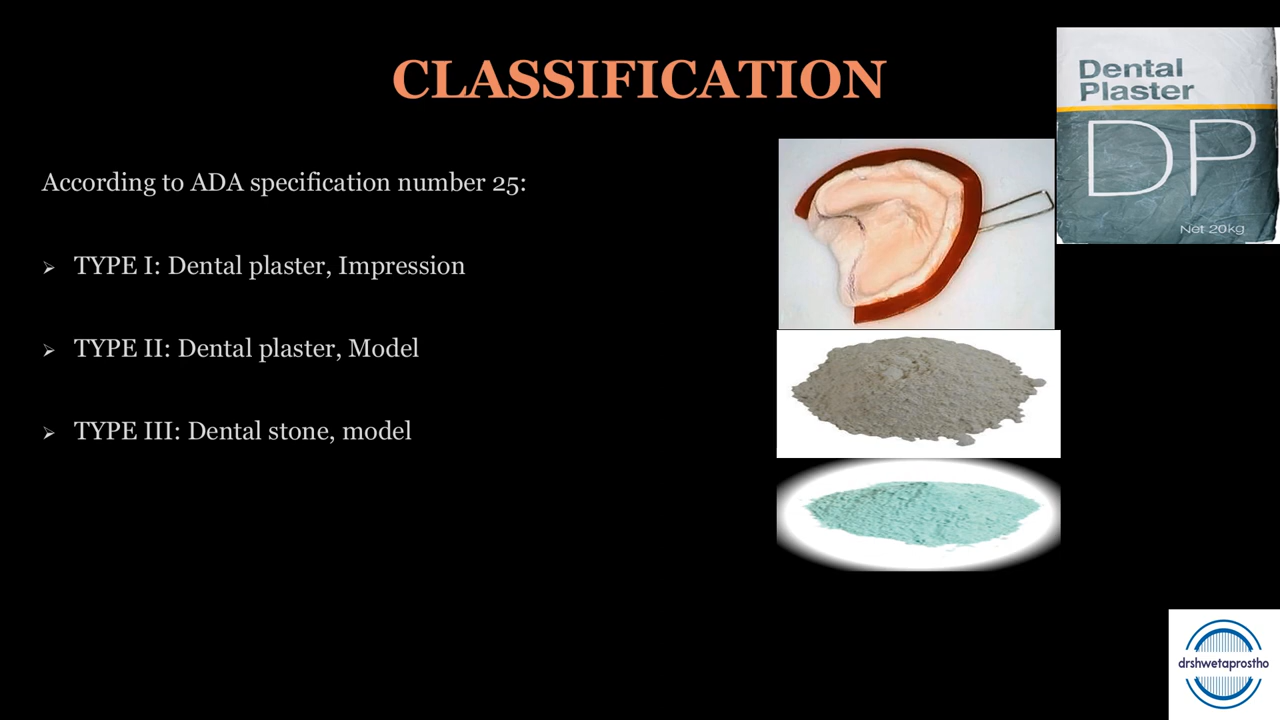 CLASSIFICATION
According to ADA specification number 25:
➢ TYPE I: Dental plaster, Impression
➢ TYPE II: Dental plaster, Model
➢ TYPE III: Dental stone, model
Dental
Plaster
DP
Net 20kg
drshwetaprostho